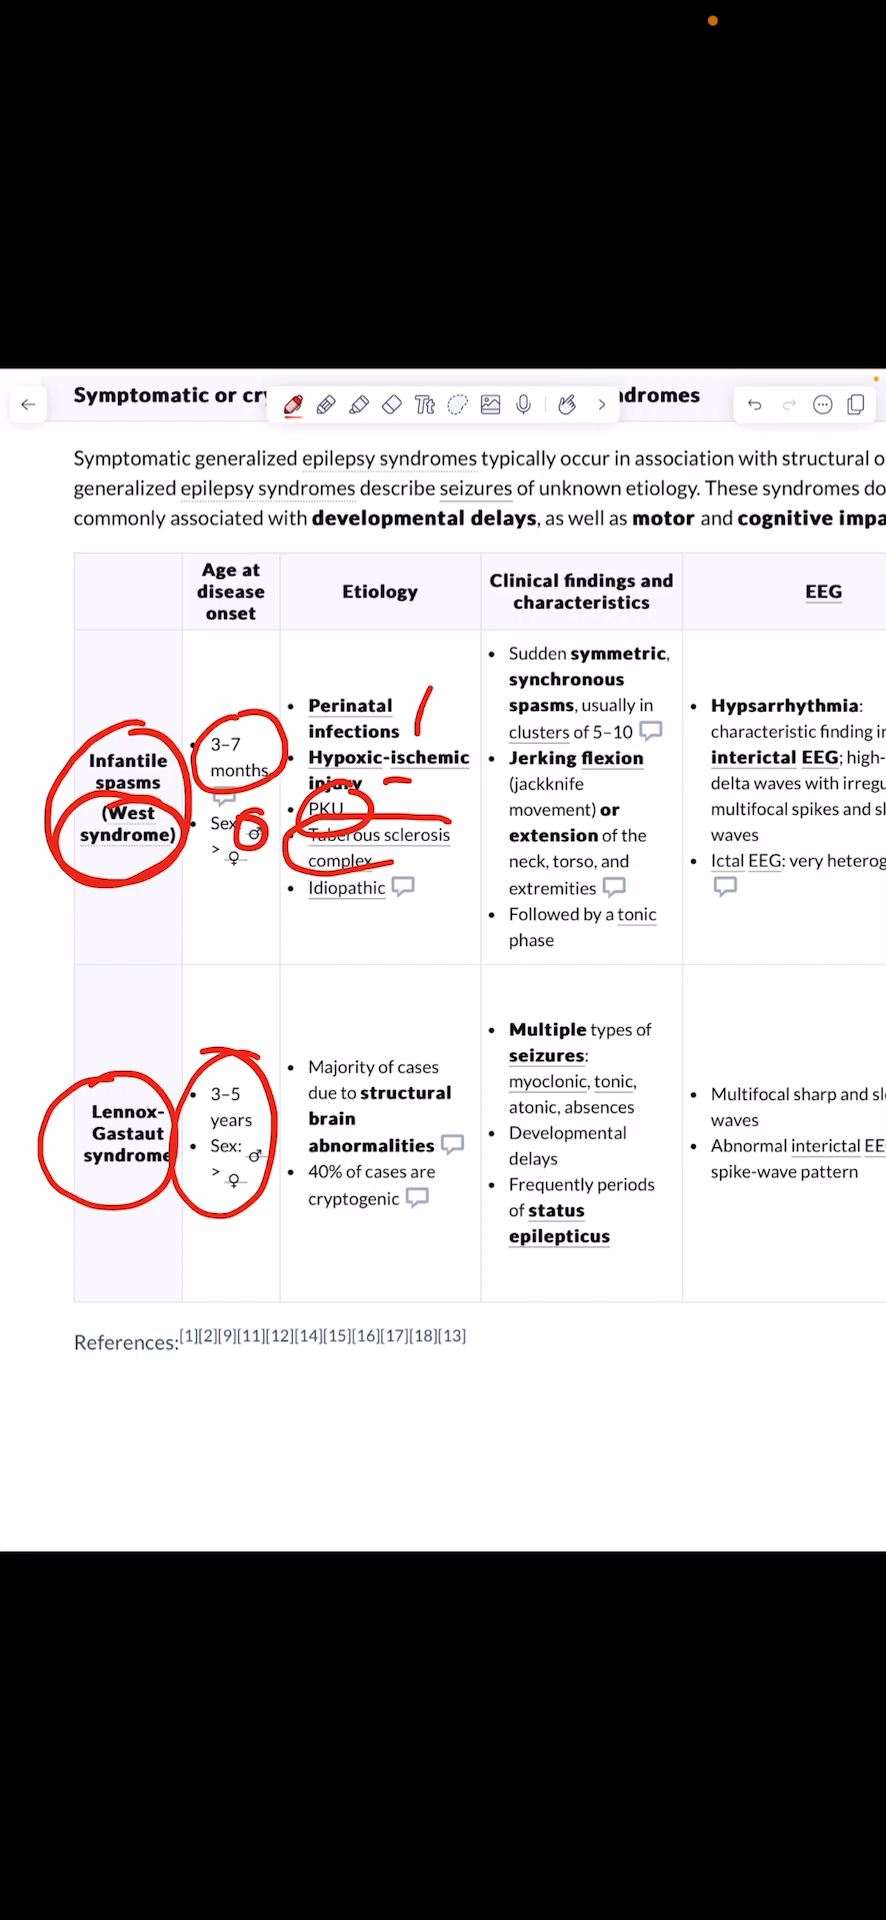 Symptomatic or cry
dromes
Tt
Symptomatic generalized epilepsy syndromes typically occur in association with structural o
generalized epilepsy syndromes describe seizures of unknown etiology. These syndromes do
commonly associated with developmental delays, as well as motor and cognitive impa
Age at
disease
onset
Etiology
Clinical findings and
characteristics
EEG
Infantile
spasms
(West
syndrome)
• 3–7
months
• Sex: ♂
> ♀
• Perinatal
infections
• Hypoxic-ischemic
injury
• PKU
• Tuberous sclerosis
complex
• Idiopathic
• Sudden symmetric,
synchronous
spasms, usually in
clusters of 5–10
• Jerking flexion
(jackknife
movement) or
extension of the
neck, torso, and
extremities
• Followed by a tonic
phase
• Hypsarrhythmia:
characteristic finding in
interictal EEG; high-
delta waves with irregu
multifocal spikes and sl
waves
• Ictal EEG: very heterog
Lennox-
Gastaut
syndrome
• 3–5
years
• Sex: ♂
> ♀
• Majority of cases
due to structural
brain
abnormalities
• 40% of cases are
cryptogenic
• Multiple types of
seizures:
myoclonic, tonic,
atonic, absences
• Developmental
delays
• Frequently periods
of status
epilepticus
• Multifocal sharp and sl
waves
• Abnormal interictal EE
spike-wave pattern
References:[1][2][9][11][12][14][15][16][17][18][13]